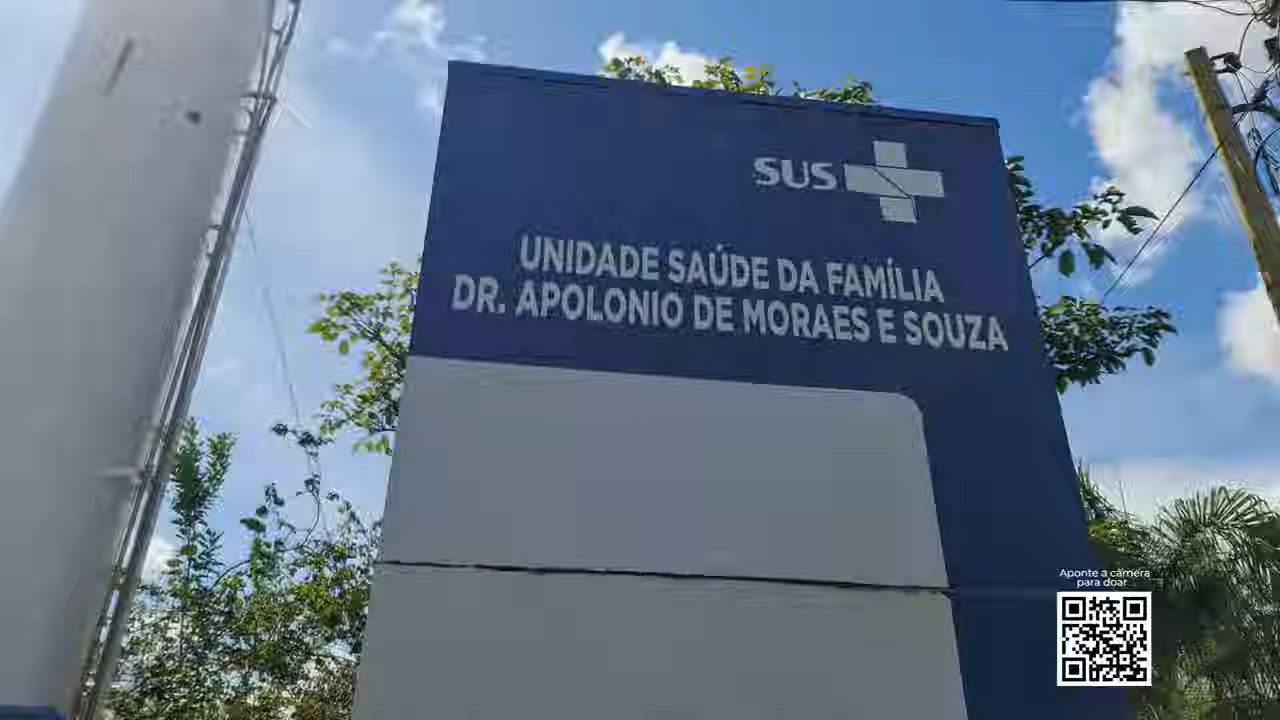 SUS
UNIDADE SAÚDE DA FAMÍLIA
DR. APOLONIO DE MORAES E SOUZA
Aponte a câmera
para doar